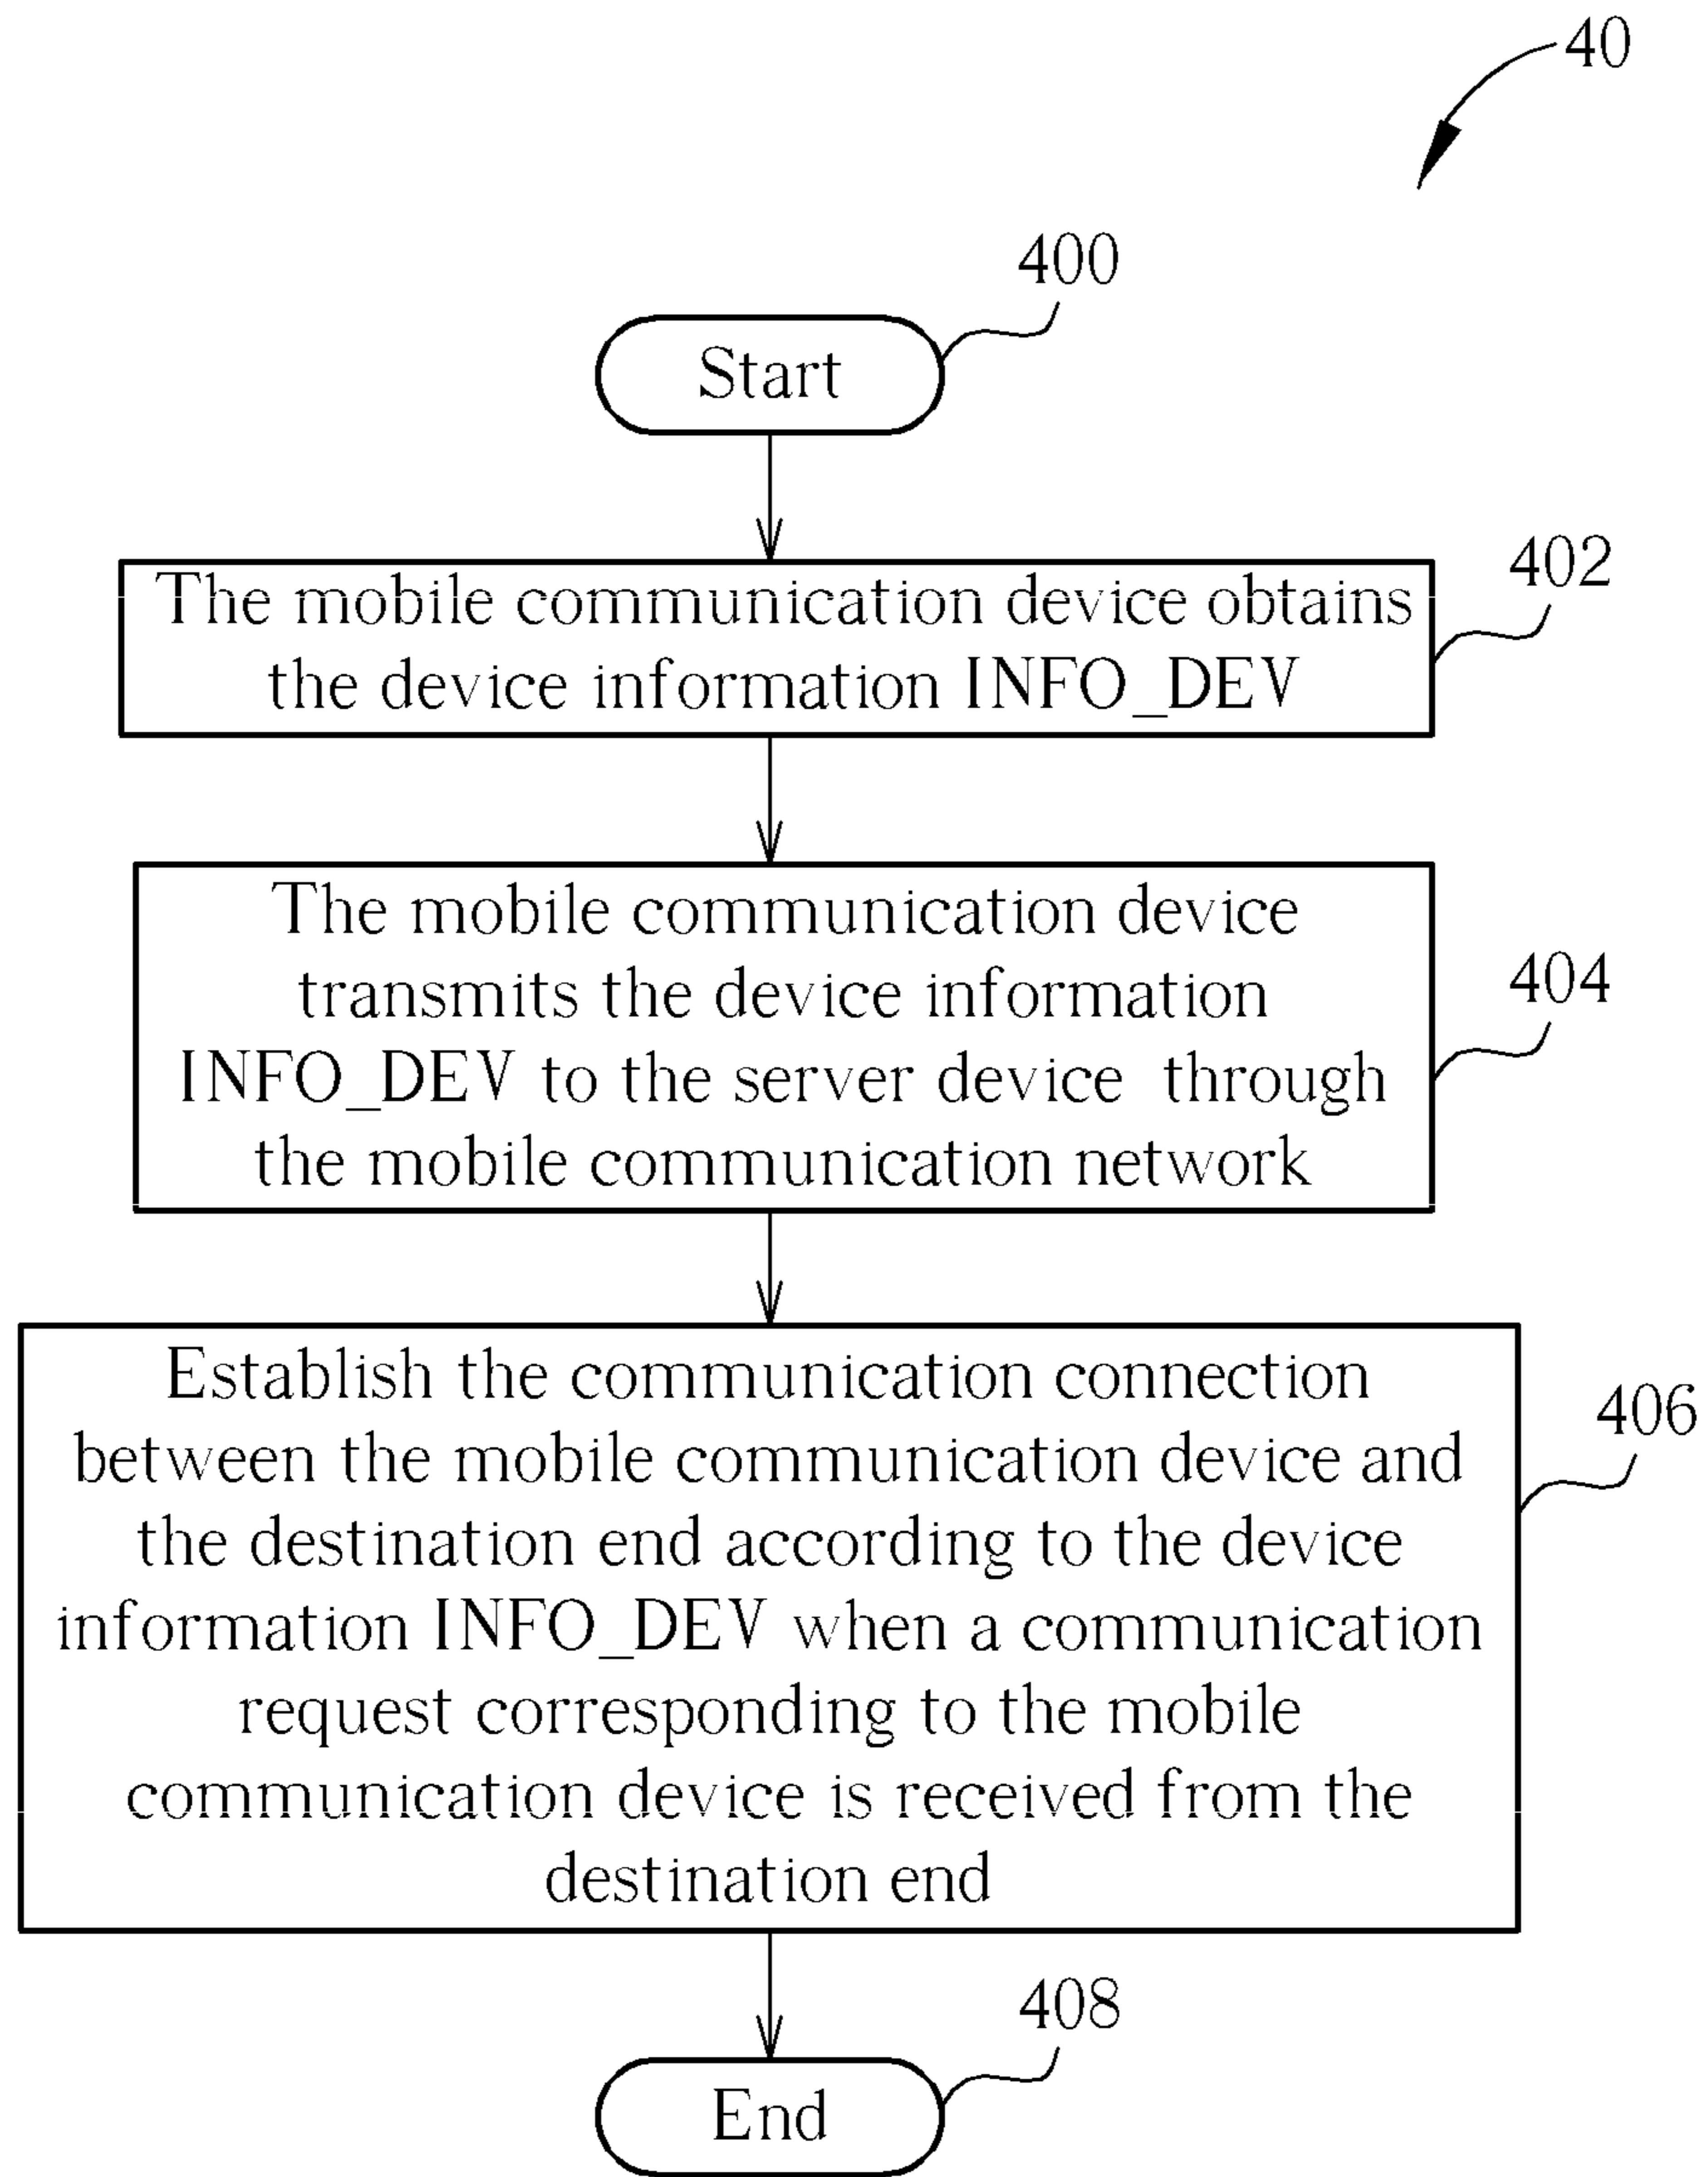 40
400
Start
402
The mobile communication device obtains
the device information INFO_DEV
The mobile communication device
transmits the device information
404
INFO_DEV to the server device through
the mobile communication network
Establish the communication connection
406
between the mobile communication device and
the destination end according to the device
information INFO_DEV when a communication
request corresponding to the mobile
communication device is received from the
destination end
408
End